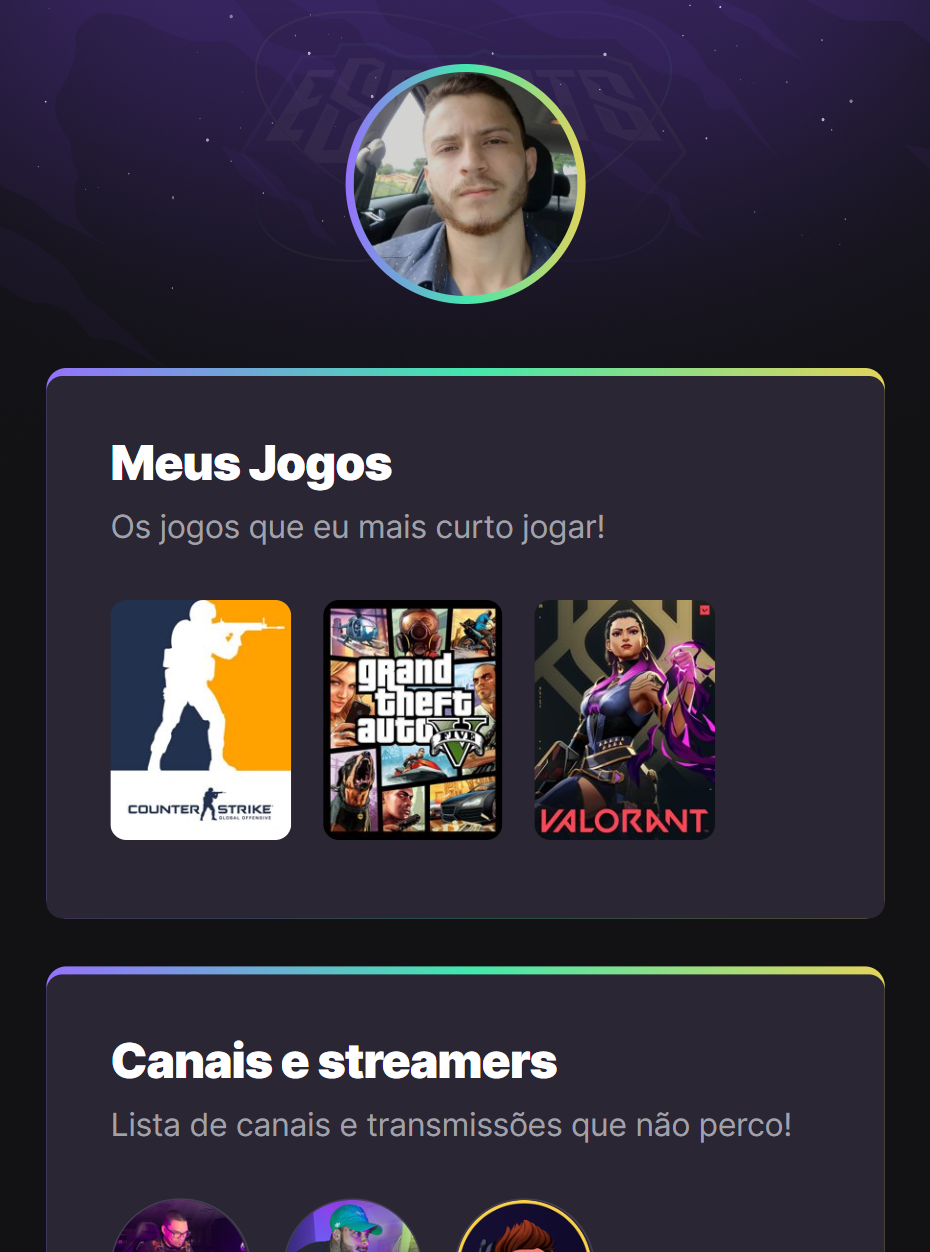 ESPORTS
Meus Jogos
Os jogos que eu mais curto jogar!
COUNTER STRIKE
GLOBAL OFFENSIVE
grand
theft
auto
FIVE
VALORANT
Canais e streamers
Lista de canais e transmissões que não perco!